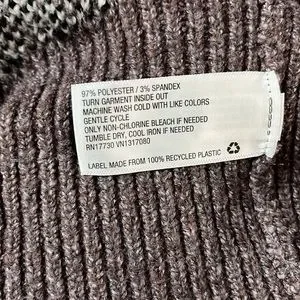 97% POLYESTER / 3% SPANDEX
TURN GARMENT INSIDE OUT
MACHINE WASH COLD WITH LIKE COLORS
GENTLE CYCLE
ONLY NON-CHLORINE BLEACH IF NEEDED
TUMBLE DRY, COOL IRON IF NEEDED
RN17730 VN1317080
LABEL MADE FROM 100% RECYCLED PLASTIC